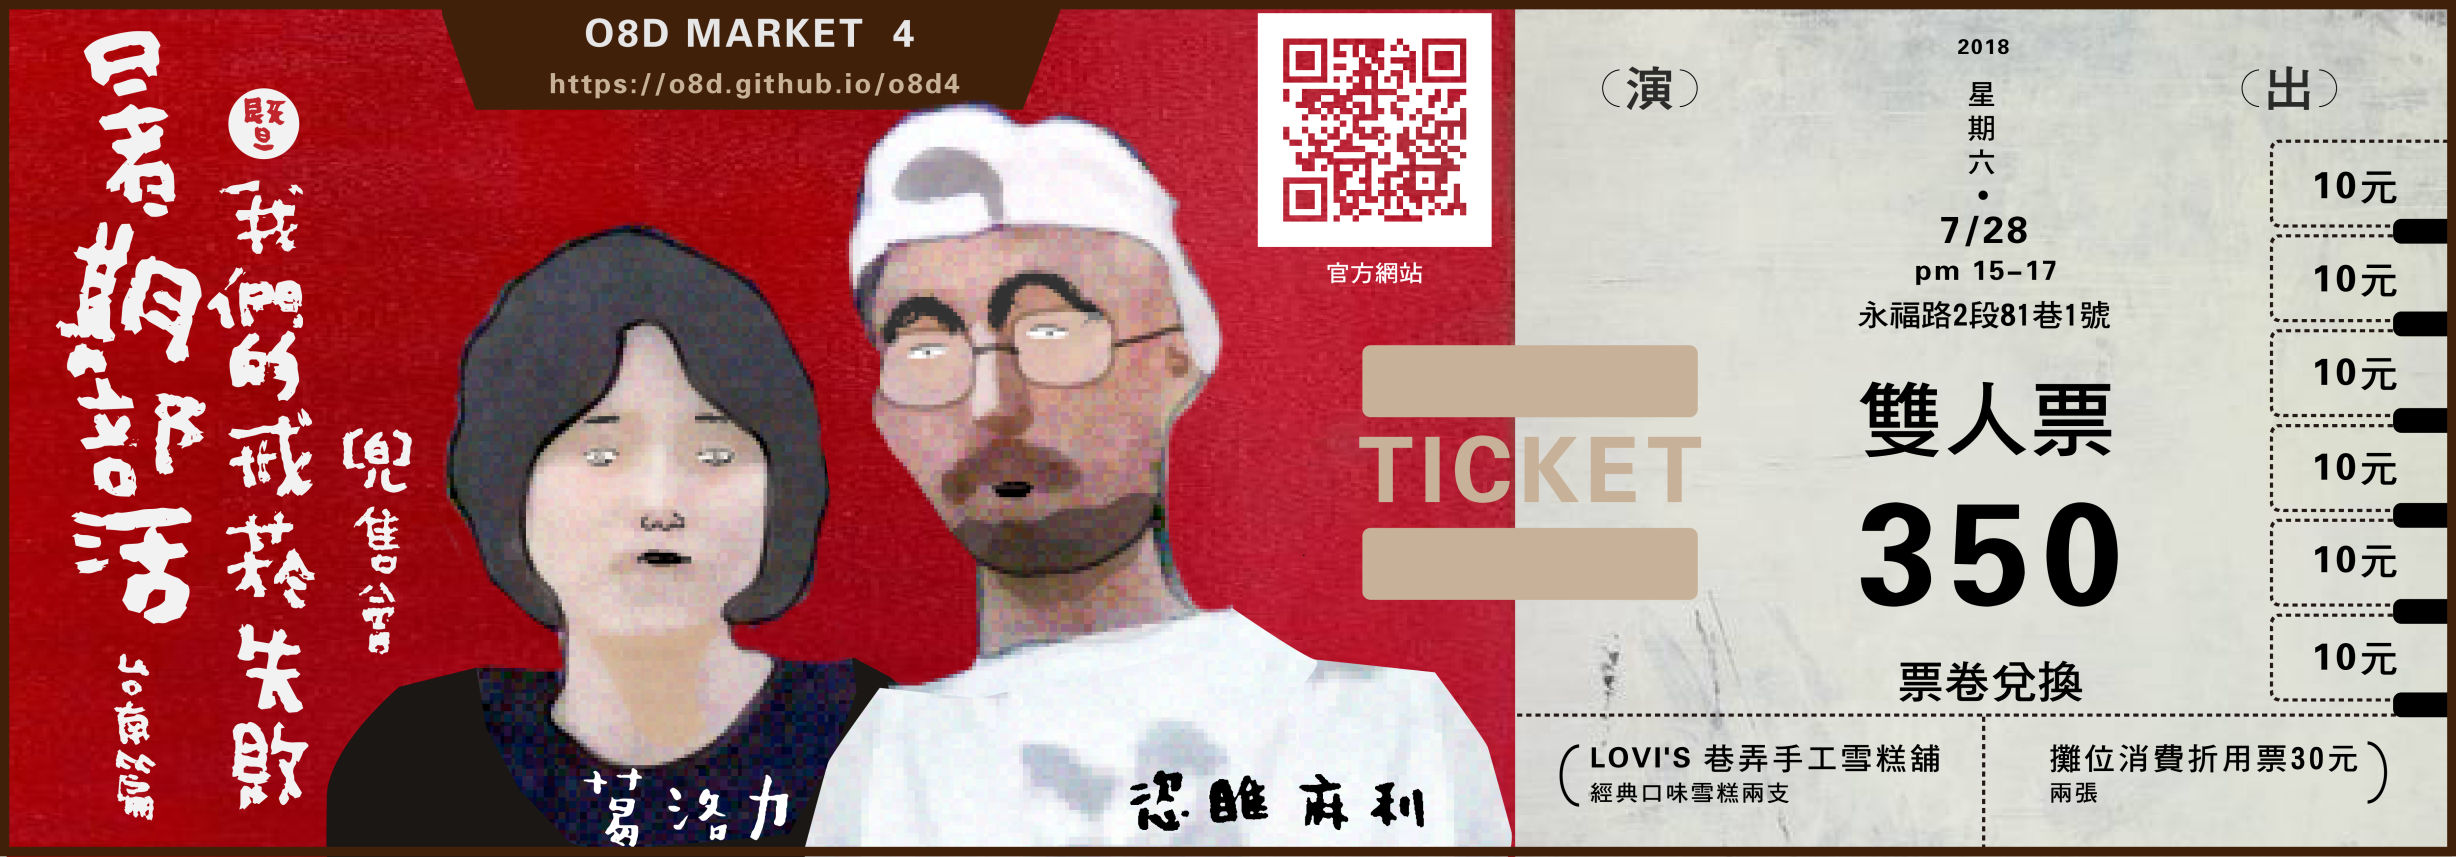 O8D MARKET 4
https://o8d.github.io/o8d4
暑期部活
台南篇
暨
我們的戒菸失敗
[兜]售會
葛洛力
恣睢麻利
官方網站
TICKET
(演)
(出)
2018
星期六
•
7/28
pm 15–17
永福路2段81巷1號
雙人票
350
票卷兌換
(LOVI'S 巷弄手工雪糕舖
經典口味雪糕兩支
攤位消費折用票30元)
兩張
10元
10元
10元
10元
10元
10元